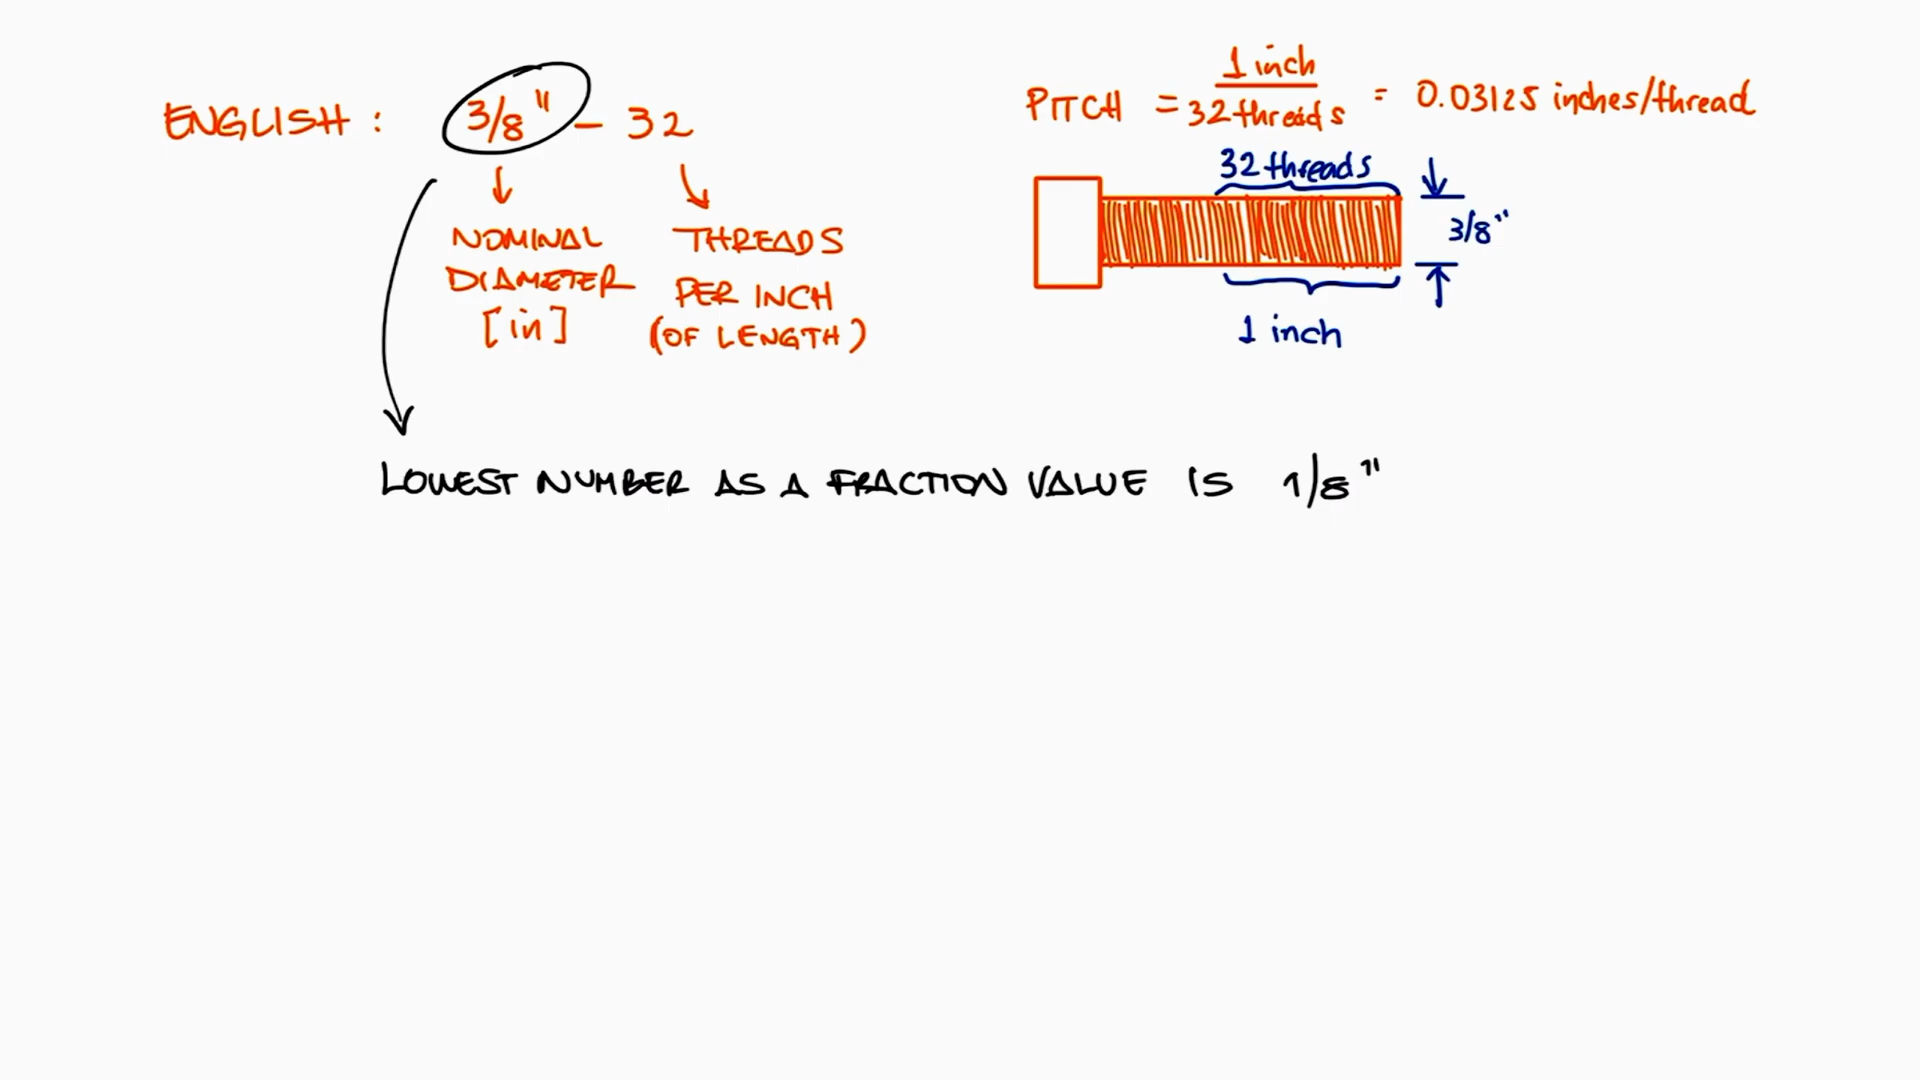 ENGLISH : 3/8" - 32
NOMINAL
DIAMETER
[in]
THREADS
PER INCH
(OF LENGTH)
PITCH = 1 inch / 32 threads = 0.03125 inches/thread
32 threads
3/8"
1 inch
LOWEST NUMBER AS A FRACTION VALUE IS 1/8"